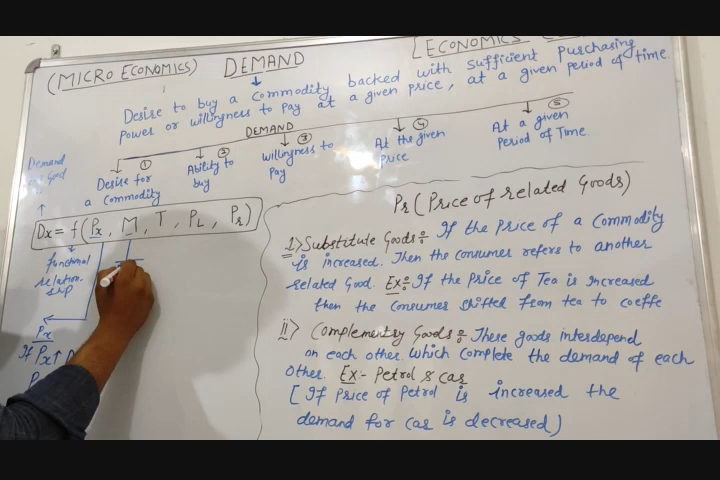 [ECONOMICS
(MICRO ECONOMICS) DEMAND
Desire to buy a commodity backed with sufficient purchasing
power or willingness to pay at a given price, at a given period of time.
DEMAND
① ② ③ ④ ⑤
Desire for
a commodity
Ability to
buy
willingness to
Pay
At the given
price
At a given
Period of Time
Demand
Dx = f(Px, M, T, PL, Pr)
functional
relation-
ship
Px
If Px↑ D
P
Pr (Price of related Goods)
i) Substitute Goods: If the price of a commodity
is increased. Then the consumer refers to another
related Good. Ex: If the price of Tea is increased
then the consumer shifted from tea to coeffe
ii) Complementry Goods: These goods interdepend
on each other. which complete the demand of each
other. Ex:- Petrol & car
[If price of Petrol is increased the
demand for car is decreased)